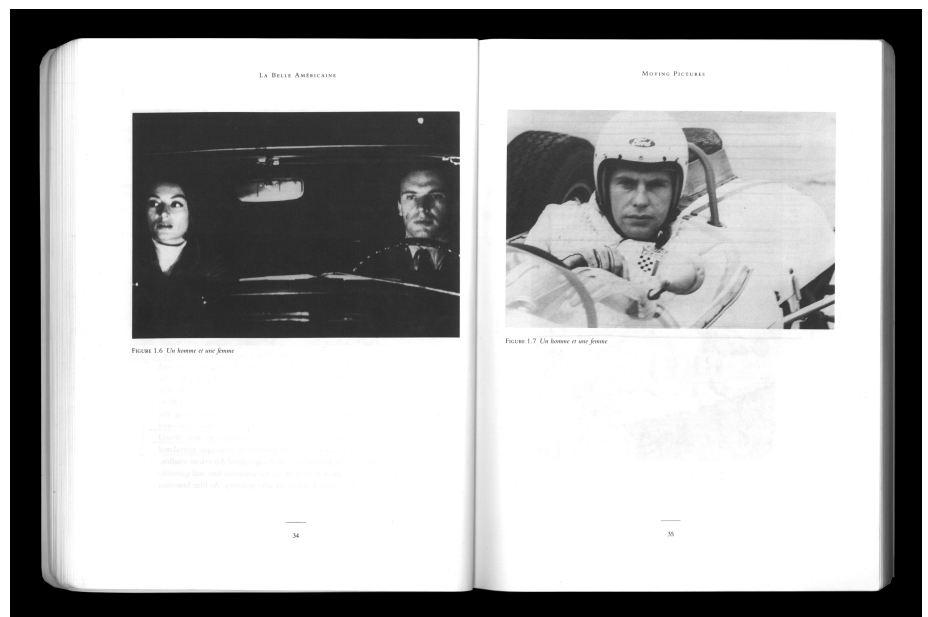 LA BELLE AMÉRICAINE
FIGURE 1.6 Un homme et une femme
34
MOVING PICTURES
Ford
FIGURE 1.7 Un homme et une femme
35